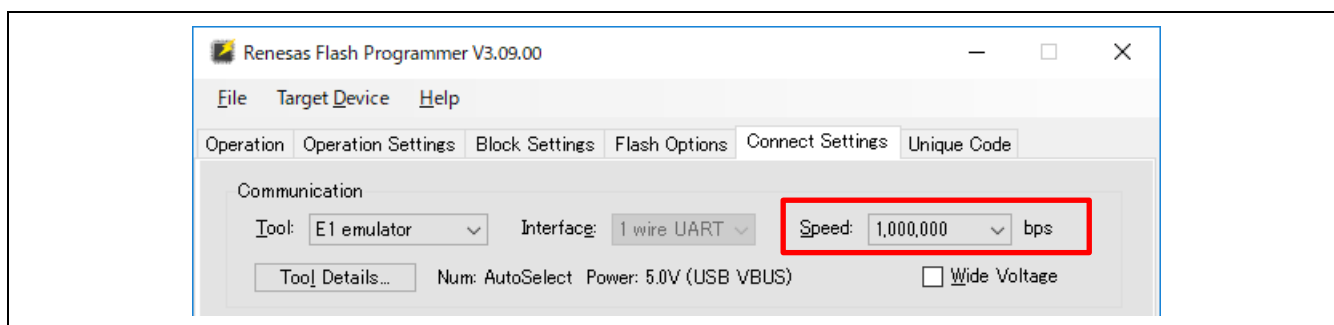 Renesas Flash Programmer V3.09.00
File Target Device Help
Operation Operation Settings Block Settings Flash Options Connect Settings Unique Code
Communication
Tool: E1 emulator Interface: 1 wire UART Speed: 1,000,000 bps
Tool Details... Num: AutoSelect Power: 5.0V (USB VBUS) Wide Voltage